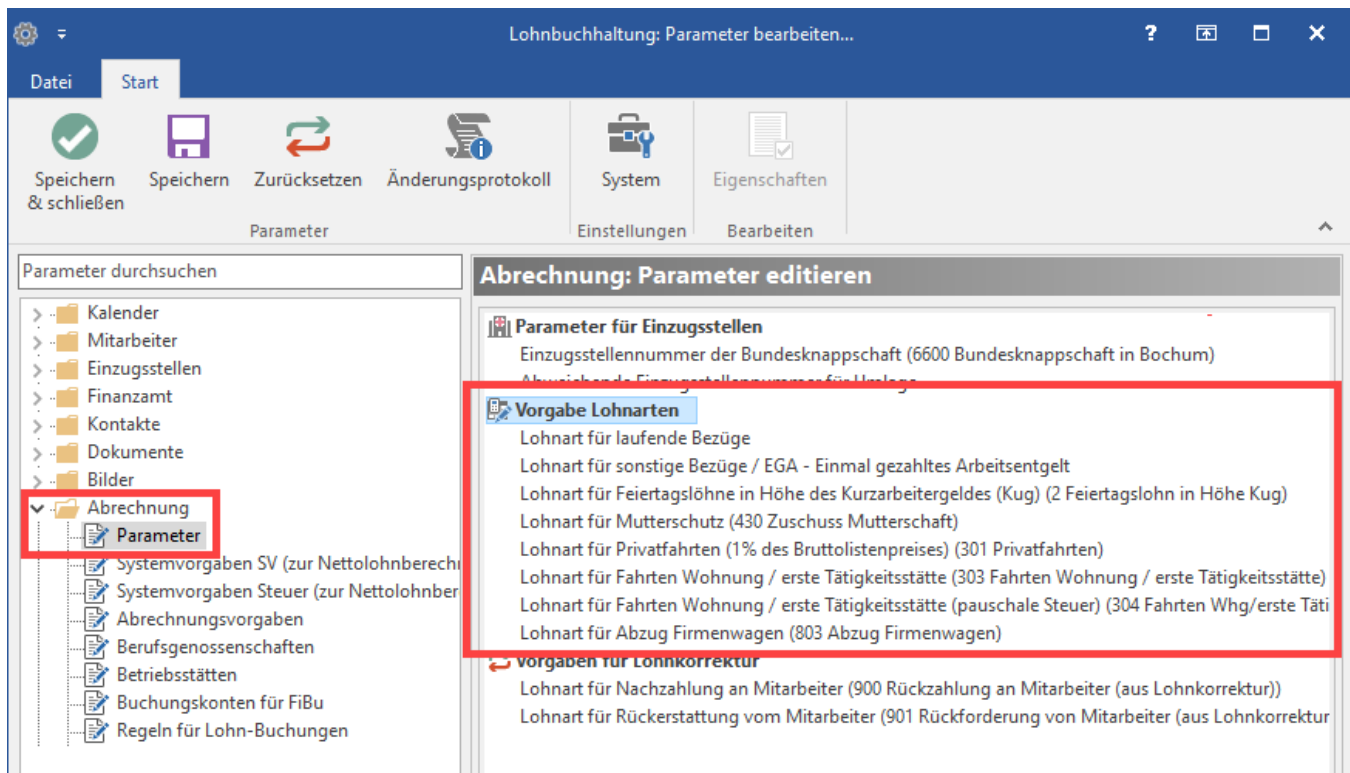 Lohnbuchhaltung: Parameter bearbeiten...
?
Datei Start
Speichern & schließen
Speichern
Zurücksetzen
Änderungsprotokoll
System
Eigenschaften
Parameter
Einstellungen
Bearbeiten
Parameter durchsuchen
Kalender
Mitarbeiter
Einzugsstellen
Finanzamt
Kontakte
Dokumente
Bilder
Abrechnung
Parameter
Systemvorgaben SV (zur Nettolohnberech
Systemvorgaben Steuer (zur Nettolohnber
Abrechnungsvorgaben
Berufsgenossenschaften
Betriebsstätten
Buchungskonten für FiBu
Regeln für Lohn-Buchungen
Abrechnung: Parameter editieren
Parameter für Einzugsstellen
Einzugsstellennummer der Bundesknappschaft (6600 Bundesknappschaft in Bochum)
Abweichende Einzugsstellennummer für Umlage
Vorgabe Lohnarten
Lohnart für laufende Bezüge
Lohnart für sonstige Bezüge / EGA - Einmal gezahltes Arbeitsentgelt
Lohnart für Feiertagslöhne in Höhe des Kurzarbeitergeldes (Kug) (2 Feiertagslohn in Höhe Kug)
Lohnart für Mutterschutz (430 Zuschuss Mutterschaft)
Lohnart für Privatfahrten (1% des Bruttolistenpreises) (301 Privatfahrten)
Lohnart für Fahrten Wohnung / erste Tätigkeitsstätte (303 Fahrten Wohnung / erste Tätigkeitsstätte)
Lohnart für Fahrten Wohnung / erste Tätigkeitsstätte (pauschale Steuer) (304 Fahrten Whg/erste Täti
Lohnart für Abzug Firmenwagen (803 Abzug Firmenwagen)
Vorgaben für Lohnkorrektur
Lohnart für Nachzahlung an Mitarbeiter (900 Rückzahlung an Mitarbeiter (aus Lohnkorrektur))
Lohnart für Rückerstattung vom Mitarbeiter (901 Rückforderung von Mitarbeiter (aus Lohnkorrektur